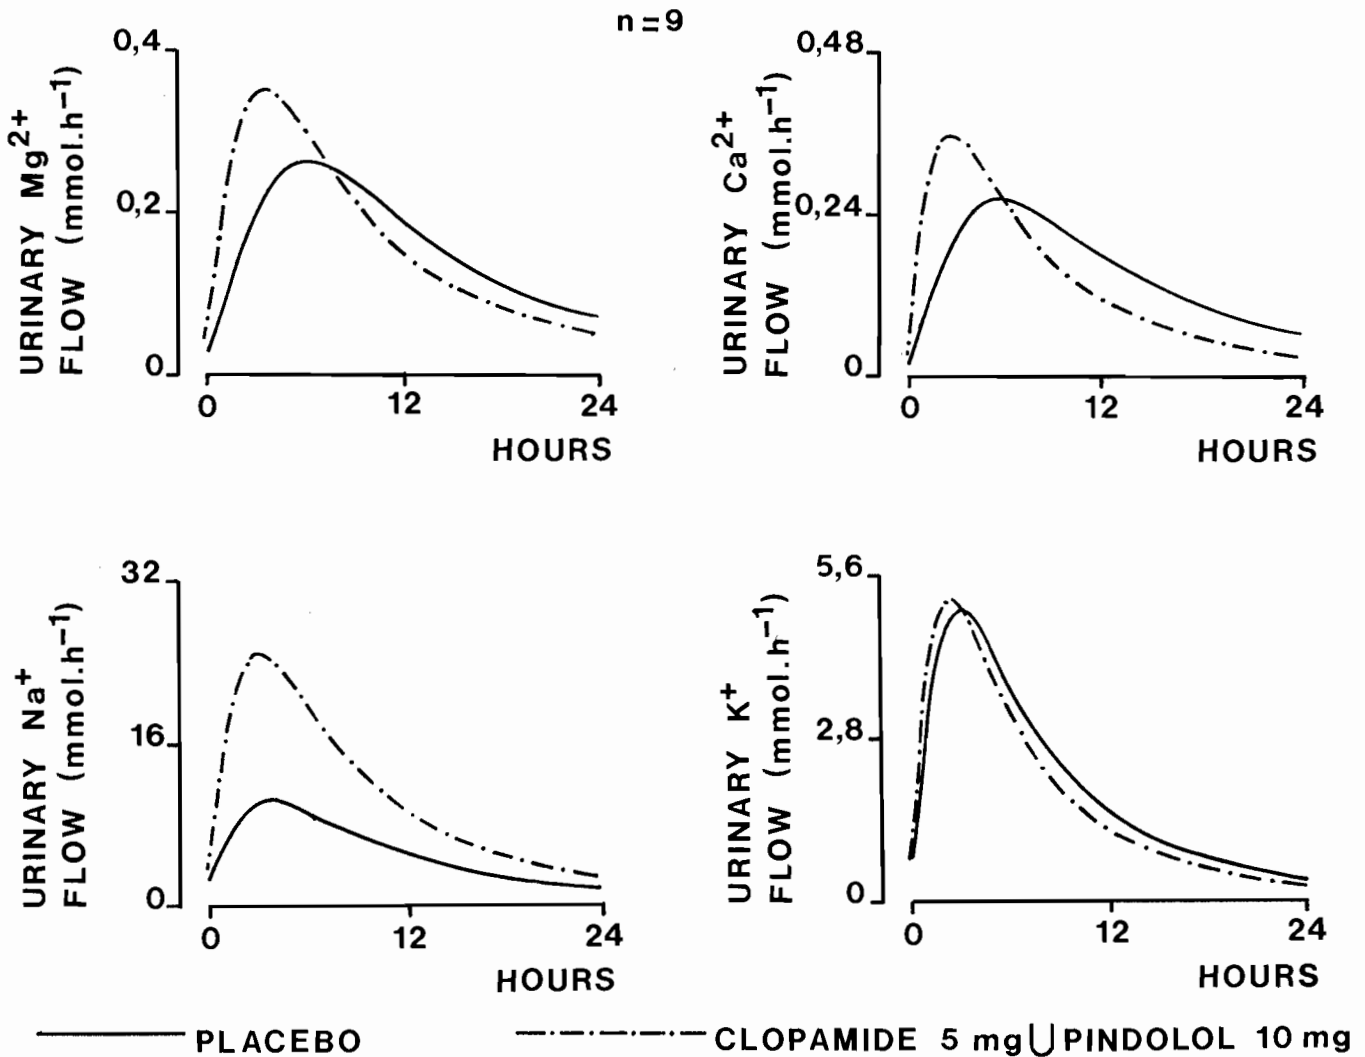 n=9
0,4
0,2
0
URINARY Mg2+
FLOW (mmol.h−1)
0 12 24
HOURS
0,48
0,24
0
URINARY Ca2+
FLOW (mmol.h−1)
0 12 24
HOURS
32
16
0
URINARY Na+
FLOW (mmol.h−1)
0 12 24
HOURS
5,6
2,8
0
URINARY K+
FLOW (mmol.h−1)
0 12 24
HOURS
PLACEBO
CLOPAMIDE 5 mg⋃PINDOLOL 10 mg